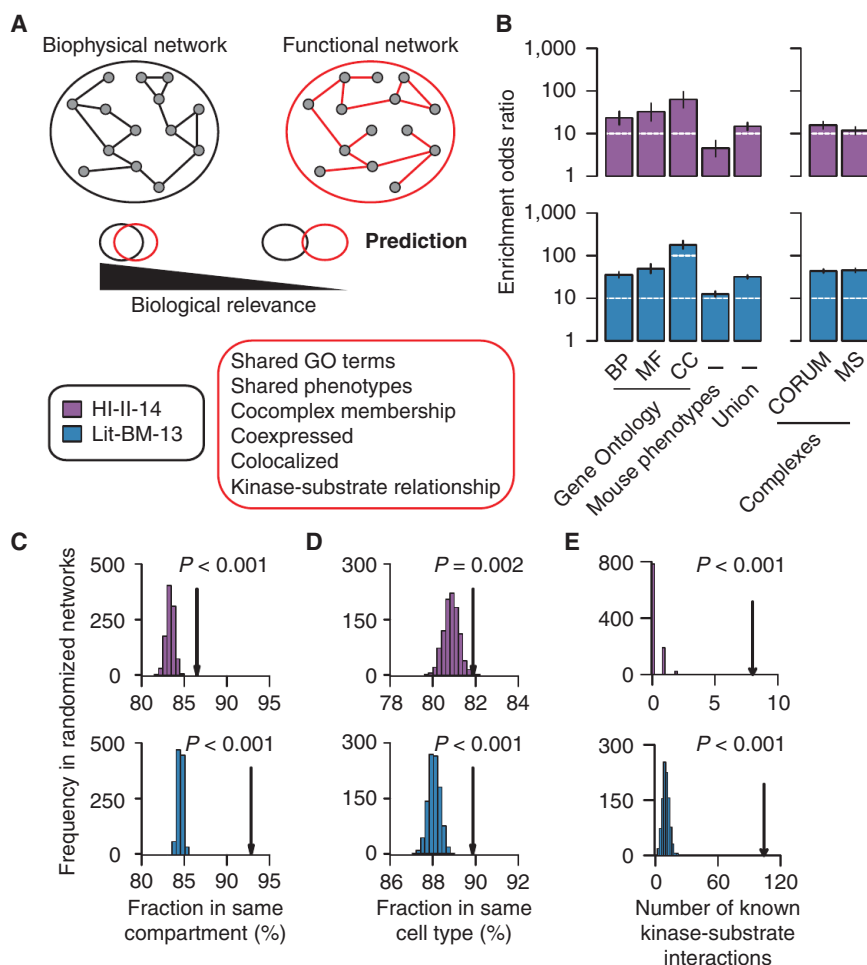 A
Biophysical network
Functional network
Prediction
Biological relevance
HI-II-14
Lit-BM-13
Shared GO terms
Shared phenotypes
Cocomplex membership
Coexpressed
Colocalized
Kinase-substrate relationship
B
Enrichment odds ratio
1,000
100
10
1
1,000
100
10
1
BP
MF
CC
Gene Ontology
Mouse phenotypes
Union
CORUM
MS
Complexes
C
Frequency in randomized networks
500
250
0
P < 0.001
80 85 90 95
500
250
0
P < 0.001
80 85 90 95
Fraction in same
compartment (%)
D
300
150
0
P = 0.002
78 80 82 84
300
150
0
P < 0.001
86 88 90 92
Fraction in same
cell type (%)
E
800
400
0
P < 0.001
0 5 10
300
150
0
P < 0.001
0 60 120
Number of known
kinase-substrate
interactions